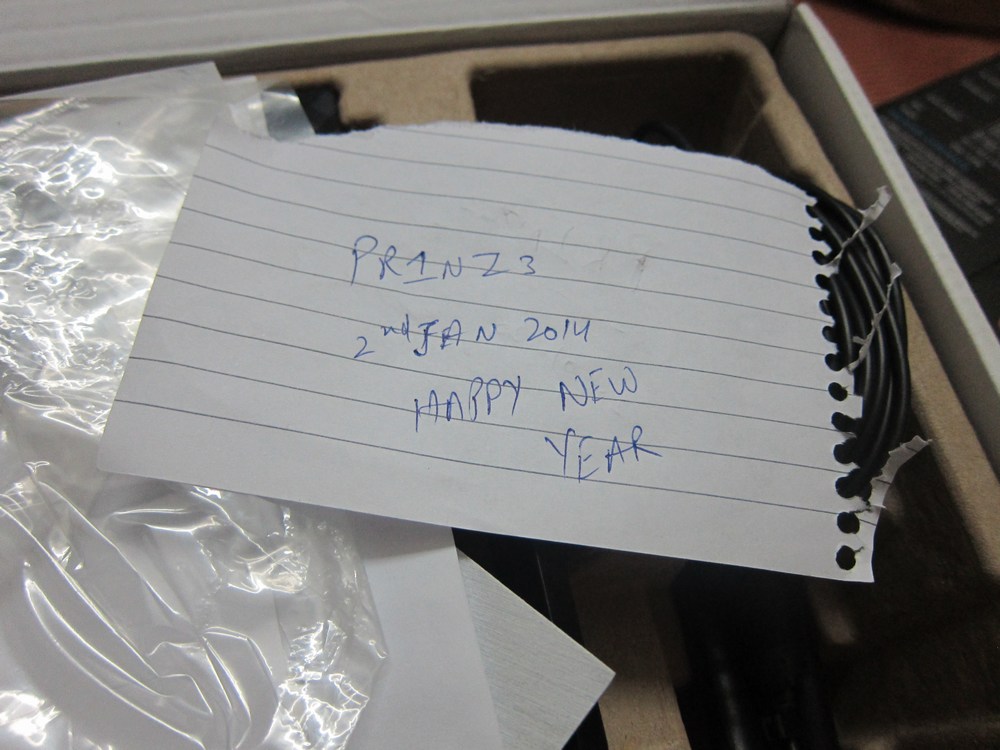 PR1NZ3
2nd JAN 2014
HAPPY NEW
YEAR